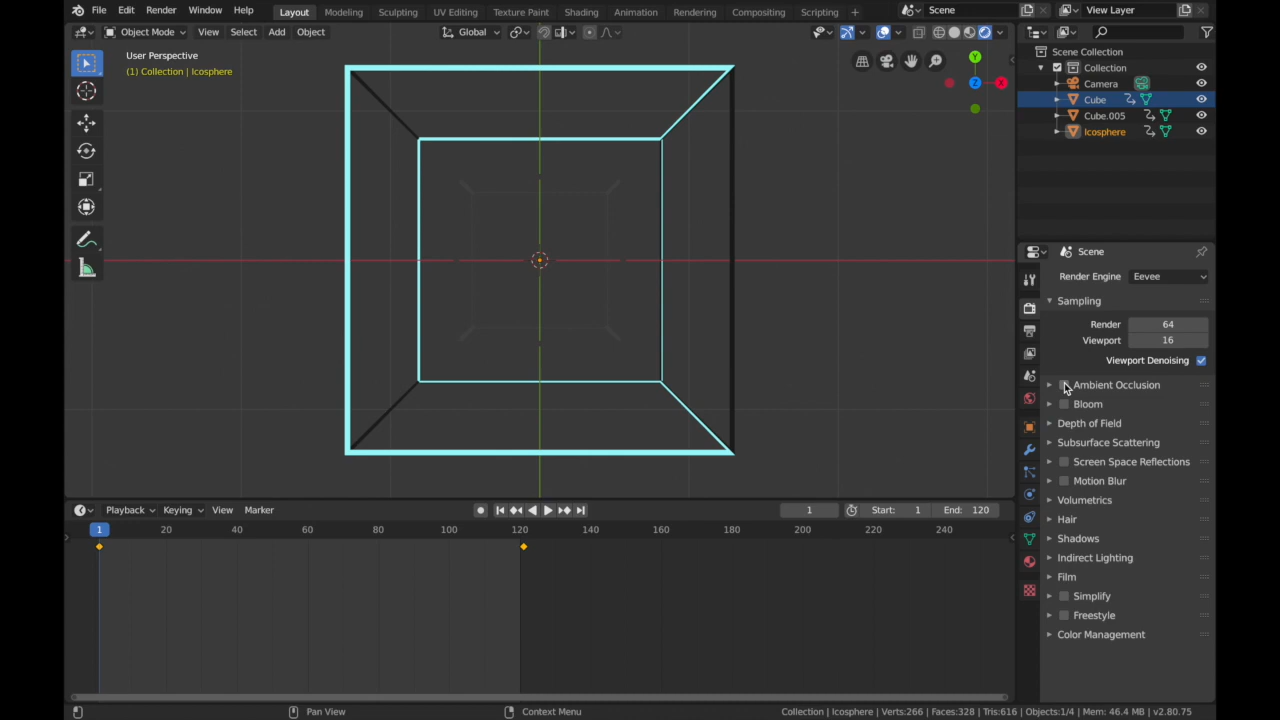 File Edit Render Window Help Layout Modeling Sculpting UV Editing Texture Paint Shading Animation Rendering Compositing Scripting + Scene View Layer
Object Mode View Select Add Object Global
User Perspective
(1) Collection | Icosphere
Y
Z X
Scene Collection
Collection
Camera
Cube
Cube.005
Icosphere
Scene
Render Engine Eevee
Sampling
Render 64
Viewport 16
Viewport Denoising
Ambient Occlusion
Bloom
Depth of Field
Subsurface Scattering
Screen Space Reflections
Motion Blur
Volumetrics
Hair
Shadows
Indirect Lighting
Film
Simplify
Freestyle
Color Management
Playback Keying View Marker 1 Start: 1 End: 120
1 20 40 60 80 100 120 140 160 180 200 220 240
Pan View Context Menu Collection | Icosphere | Verts:266 | Faces:328 | Tris:616 | Objects:1/4 | Mem: 46.4 MB | v2.80.75